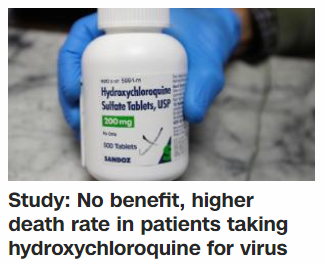 Hydroxychloroquine
Sulfate Tablets, USP
200 mg
500 Tablets
SANDOZ
Study: No benefit, higher
death rate in patients taking
hydroxychloroquine for virus